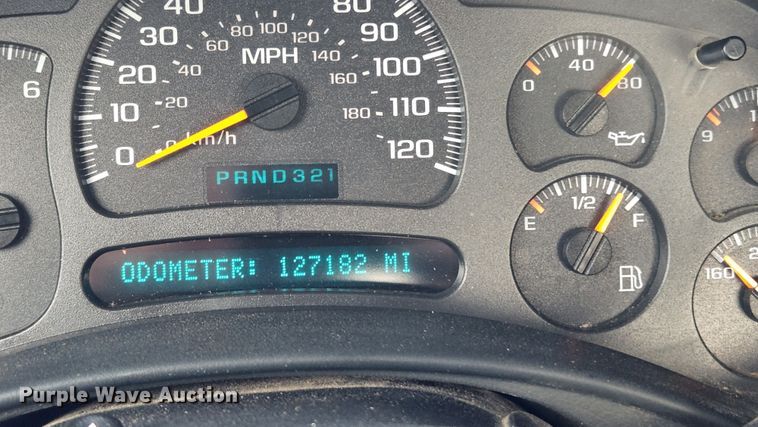 6
0 10 20 30 40 80 90 100 110 120
MPH
0 20 40 60 80 100 120 140 160 180
km/h
PRND321
ODOMETER: 127182 MI
0 40 80
E 1/2 F
9
160
Purple Wave Auction